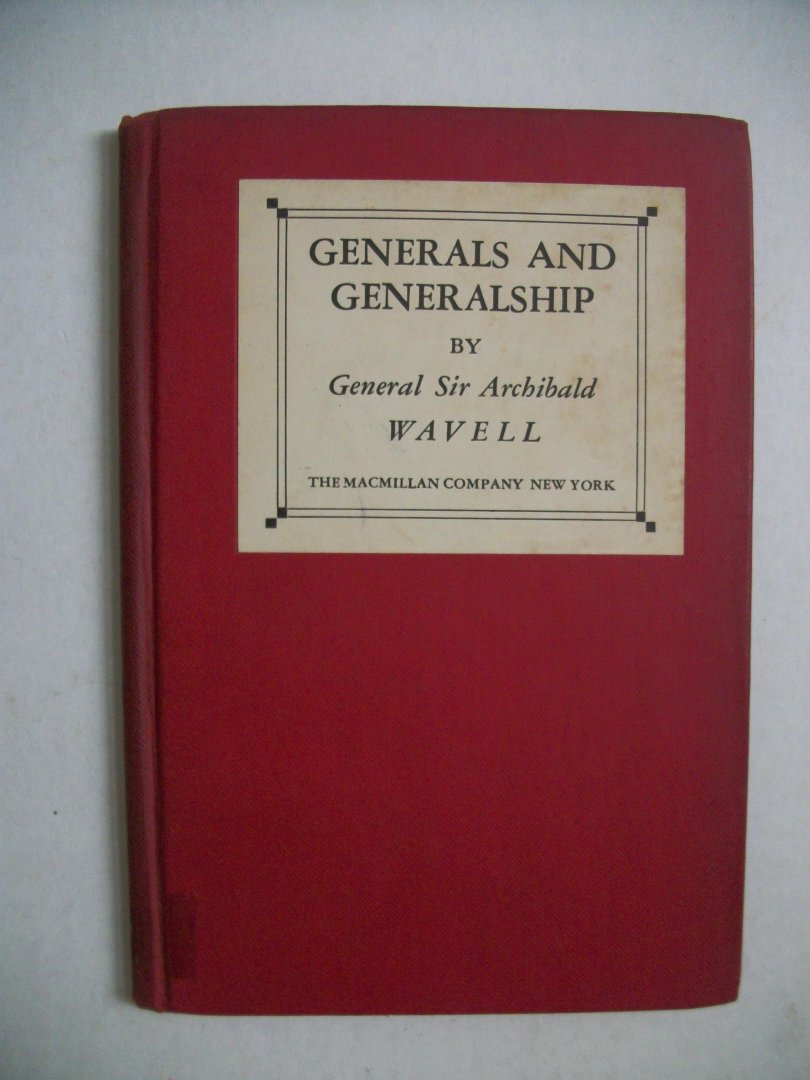 GENERALS AND
GENERALSHIP
BY
General Sir Archibald
WAVELL
THE MACMILLAN COMPANY NEW YORK